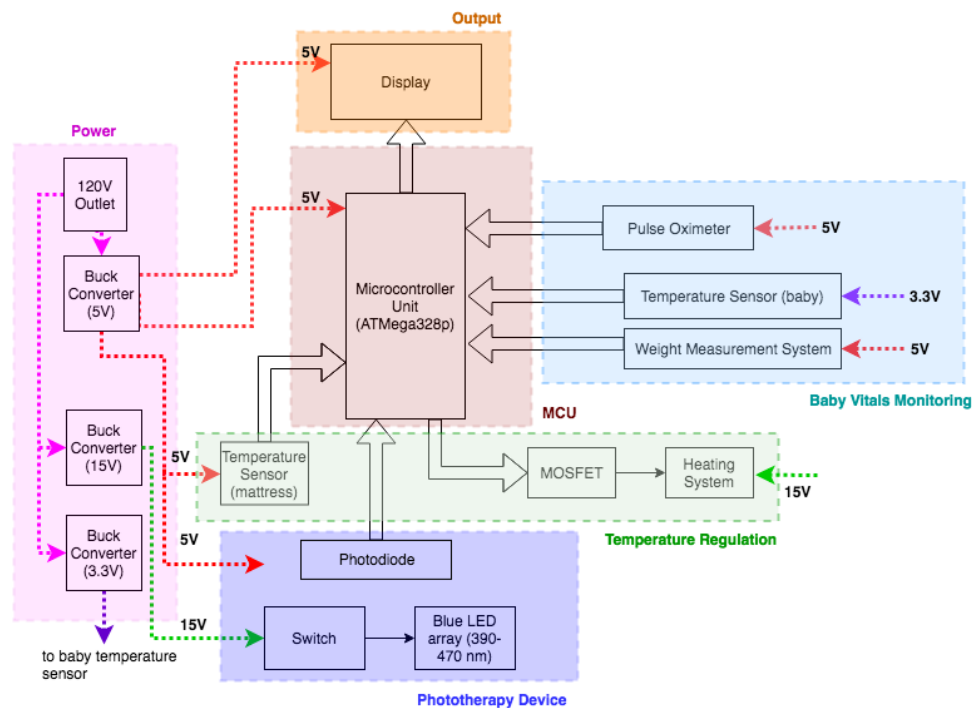 Output
5V
Display
Power
120V
Outlet
5V
Buck
Converter
(5V)
Microcontroller
Unit
(ATMega328p)
Pulse Oximeter
5V
Temperature Sensor (baby)
3.3V
Weight Measurement System
5V
Baby Vitals Monitoring
MCU
Buck
Converter
(15V)
5V
Temperature
Sensor
(mattress)
MOSFET
Heating
System
15V
Temperature Regulation
Buck
Converter
(3.3V)
5V
Photodiode
15V
Switch
Blue LED
array (390-
470 nm)
to baby temperature
sensor
Phototherapy Device